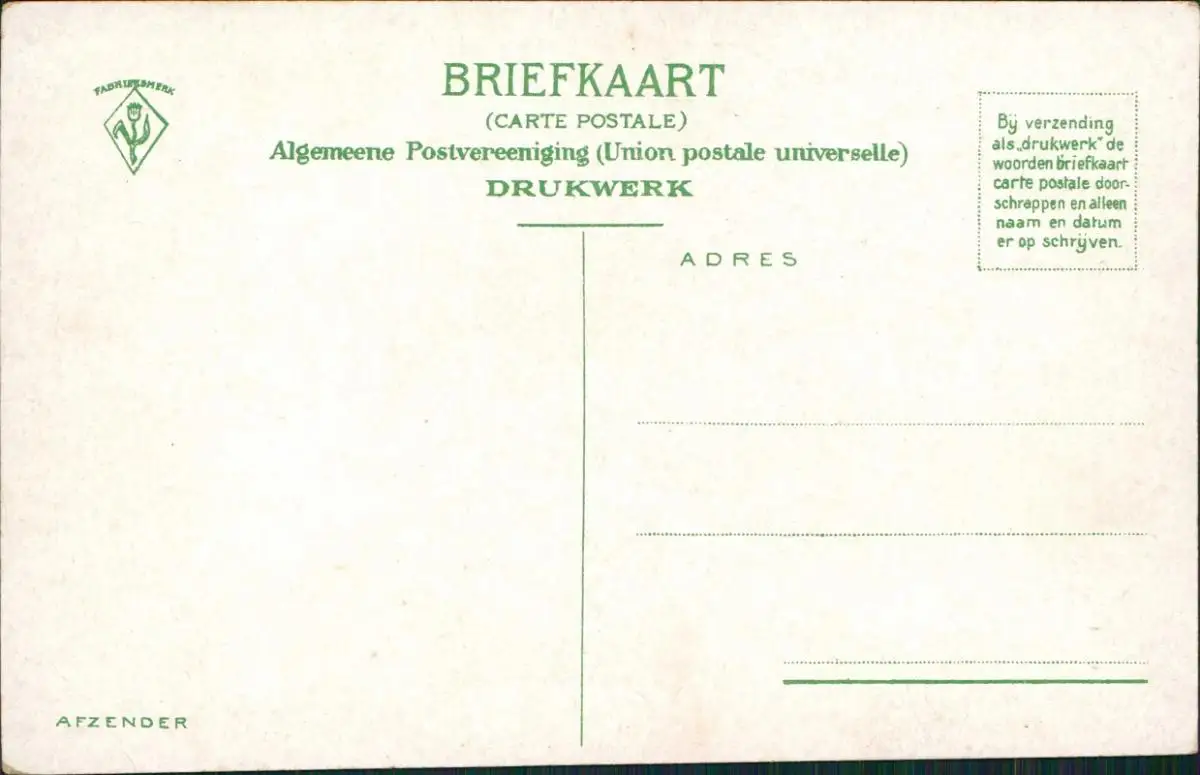 FABRIEKSMERK
BRIEFKAART
(CARTE POSTALE)
Algemeene Postvereeniging (Union postale universelle)
DRUKWERK
Bij verzending
als „drukwerk” de
woorden briefkaart
carte postale door-
schrappen en alleen
naam en datum
er op schrijven.
ADRES
AFZENDER